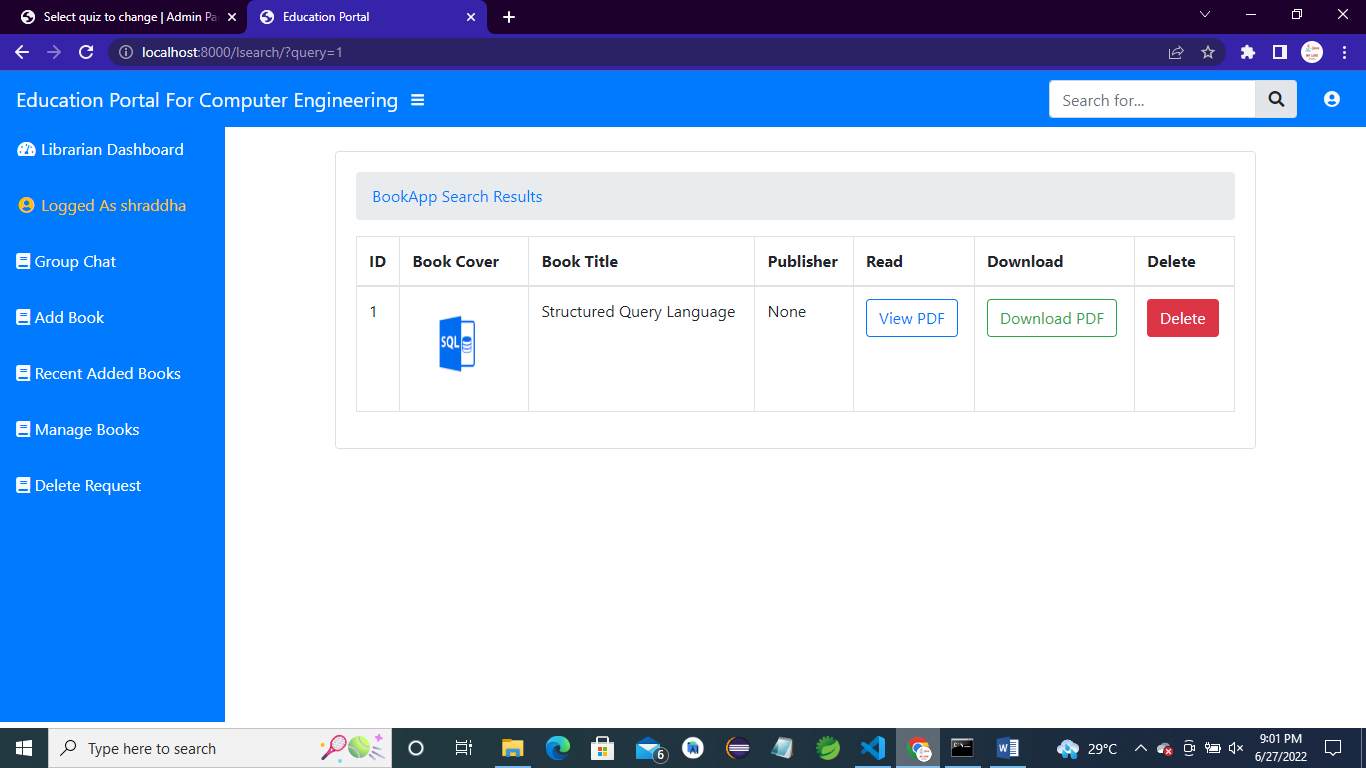 Select quiz to change | Admin Pa
Education Portal
localhost:8000/lsearch/?query=1
Education Portal For Computer Engineering
Search for...
Librarian Dashboard
Logged As shraddha
Group Chat
Add Book
Recent Added Books
Manage Books
Delete Request
BookApp Search Results
ID Book Cover Book Title Publisher Read Download Delete
1 SQL Structured Query Language None View PDF Download PDF Delete
Type here to search
6
29°C
9:01 PM
6/27/2022